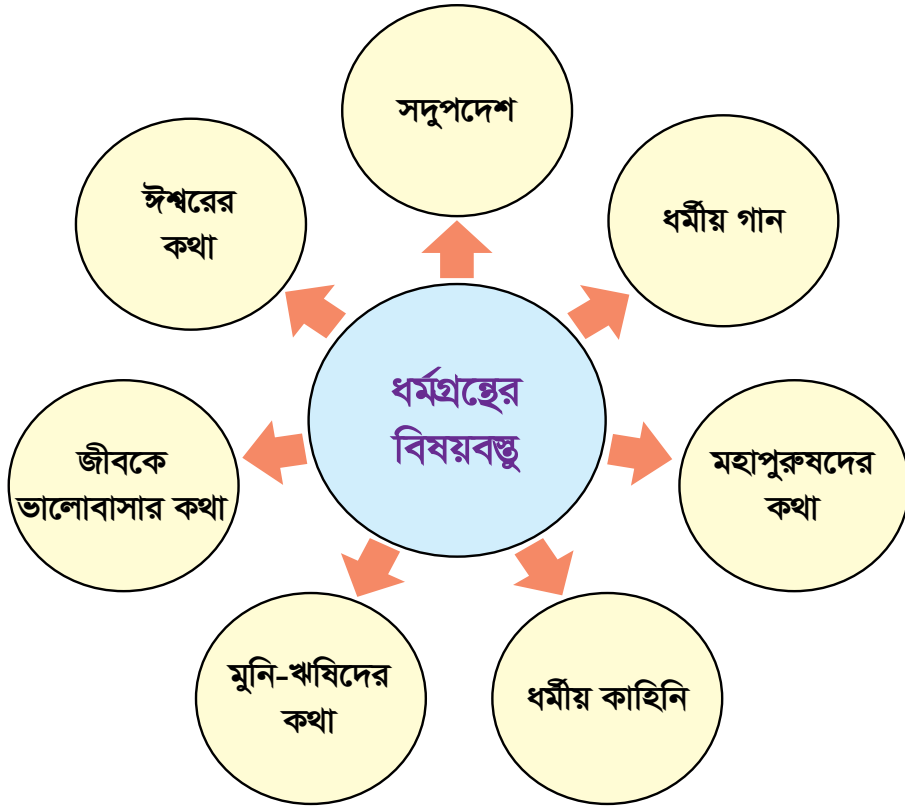 সদুপদেশ
ঈশ্বরের
কথা
ধর্মীয় গান
ধর্মগ্রন্থের
বিষয়বস্তু
জীবকে
ভালোবাসার কথা
মহাপুরুষদের
কথা
মুনি-ঋষিদের
কথা
ধর্মীয় কাহিনি